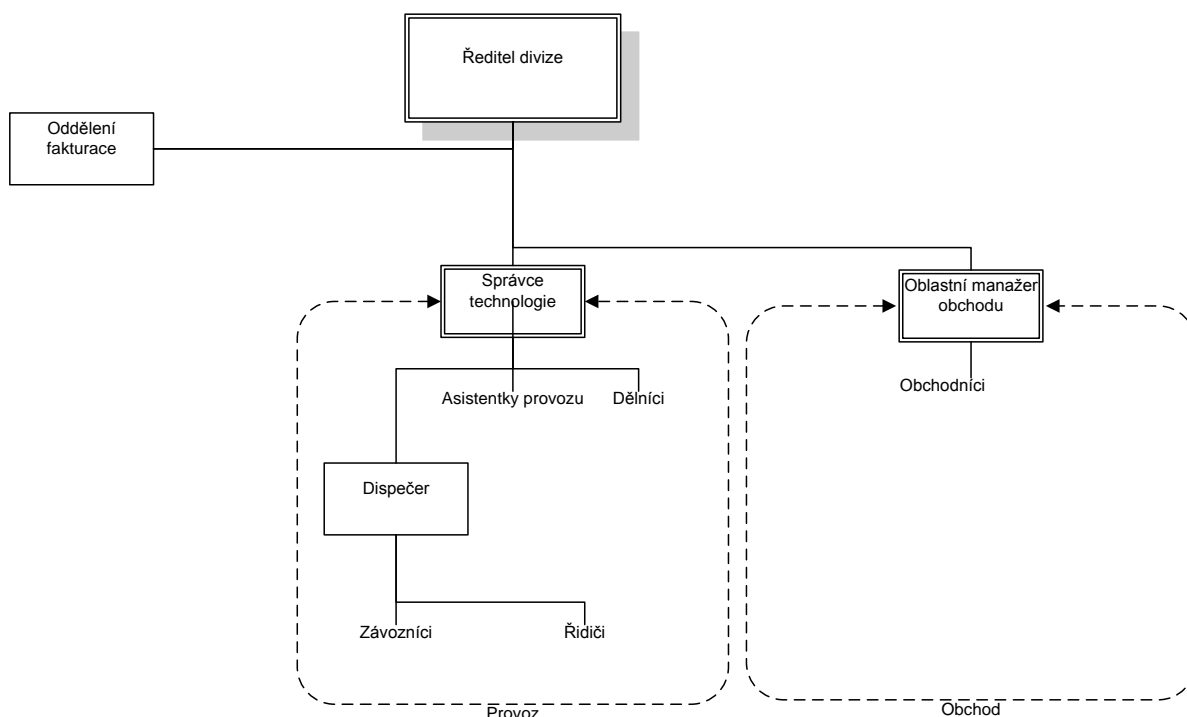 Ředitel divize
Oddělení
fakturace
Správce
technologie
Oblastní manažer
obchodu
Asistentky provozu
Dělníci
Obchodníci
Dispečer
Závozníci
Řidiči
Provoz
Obchod